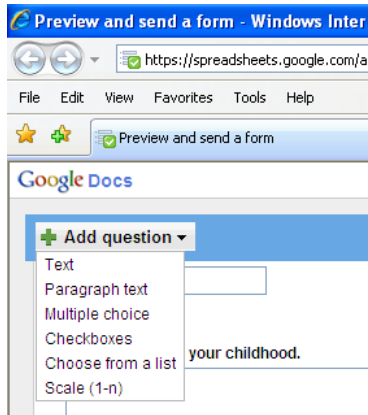 Preview and send a form - Windows Inter
https://spreadsheets.google.com/a
File Edit View Favorites Tools Help
Preview and send a form
Google Docs
Add question
Text
Paragraph text
Multiple choice
Checkboxes
your childhood.
Choose from a list
Scale (1-n)